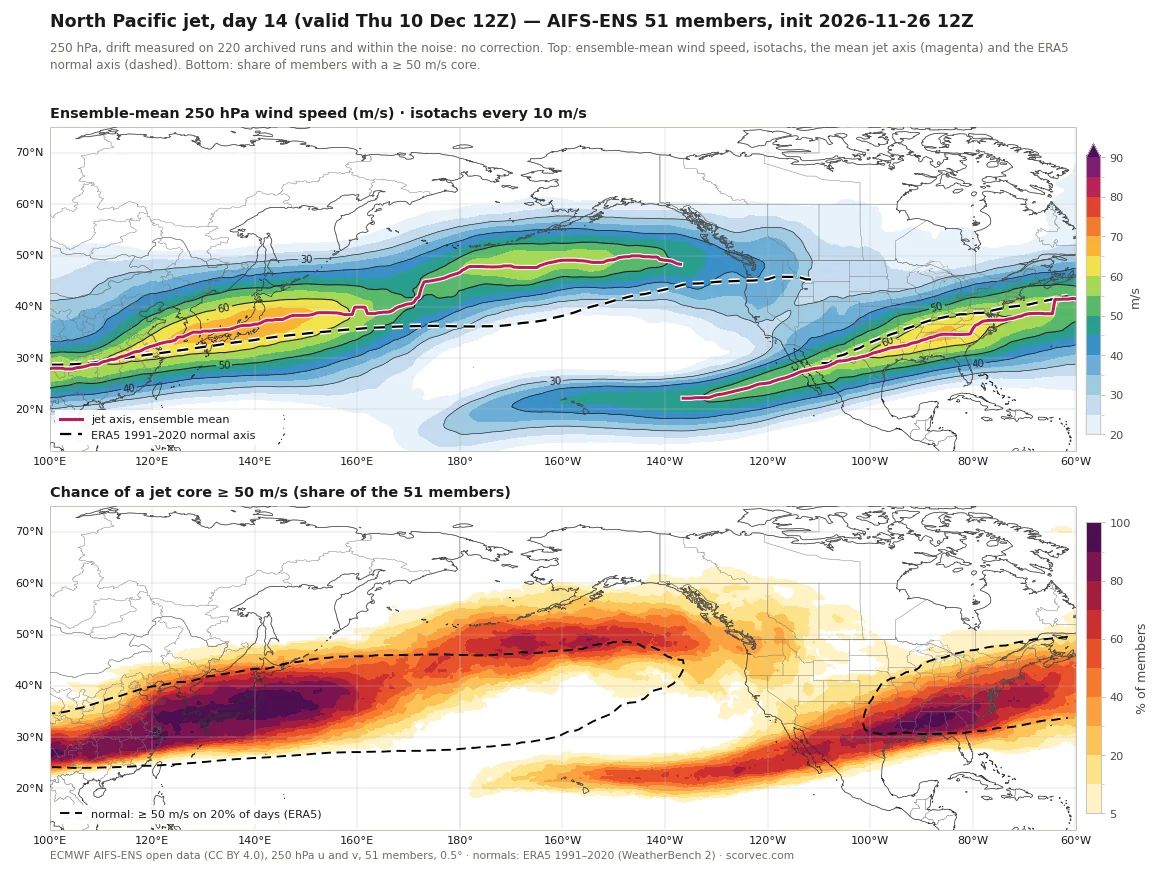 North Pacific jet, day 14 (valid Thu 10 Dec 12Z) — AIFS-ENS 51 members, init 2026-11-26 12Z
250 hPa, drift measured on 220 archived runs and within the noise: no correction. Top: ensemble-mean wind speed, isotachs, the mean jet axis (magenta) and the ERA5
normal axis (dashed). Bottom: share of members with a ≥ 50 m/s core.
Ensemble-mean 250 hPa wind speed (m/s) · isotachs every 10 m/s
70°N
60°N
50°N
40°N
30°N
20°N
30
60
50
40
30
50
60
40
jet axis, ensemble mean
ERA5 1991–2020 normal axis
100°E 120°E 140°E 160°E 180° 160°W 140°W 120°W 100°W 80°W 60°W
90
80
70
60
50
40
30
20
m/s
Chance of a jet core ≥ 50 m/s (share of the 51 members)
70°N
60°N
50°N
40°N
30°N
20°N
normal: ≥ 50 m/s on 20% of days (ERA5)
100°E 120°E 140°E 160°E 180° 160°W 140°W 120°W 100°W 80°W 60°W
100
80
60
40
20
5
% of members
ECMWF AIFS-ENS open data (CC BY 4.0), 250 hPa u and v, 51 members, 0.5° · normals: ERA5 1991–2020 (WeatherBench 2) · scorvec.com